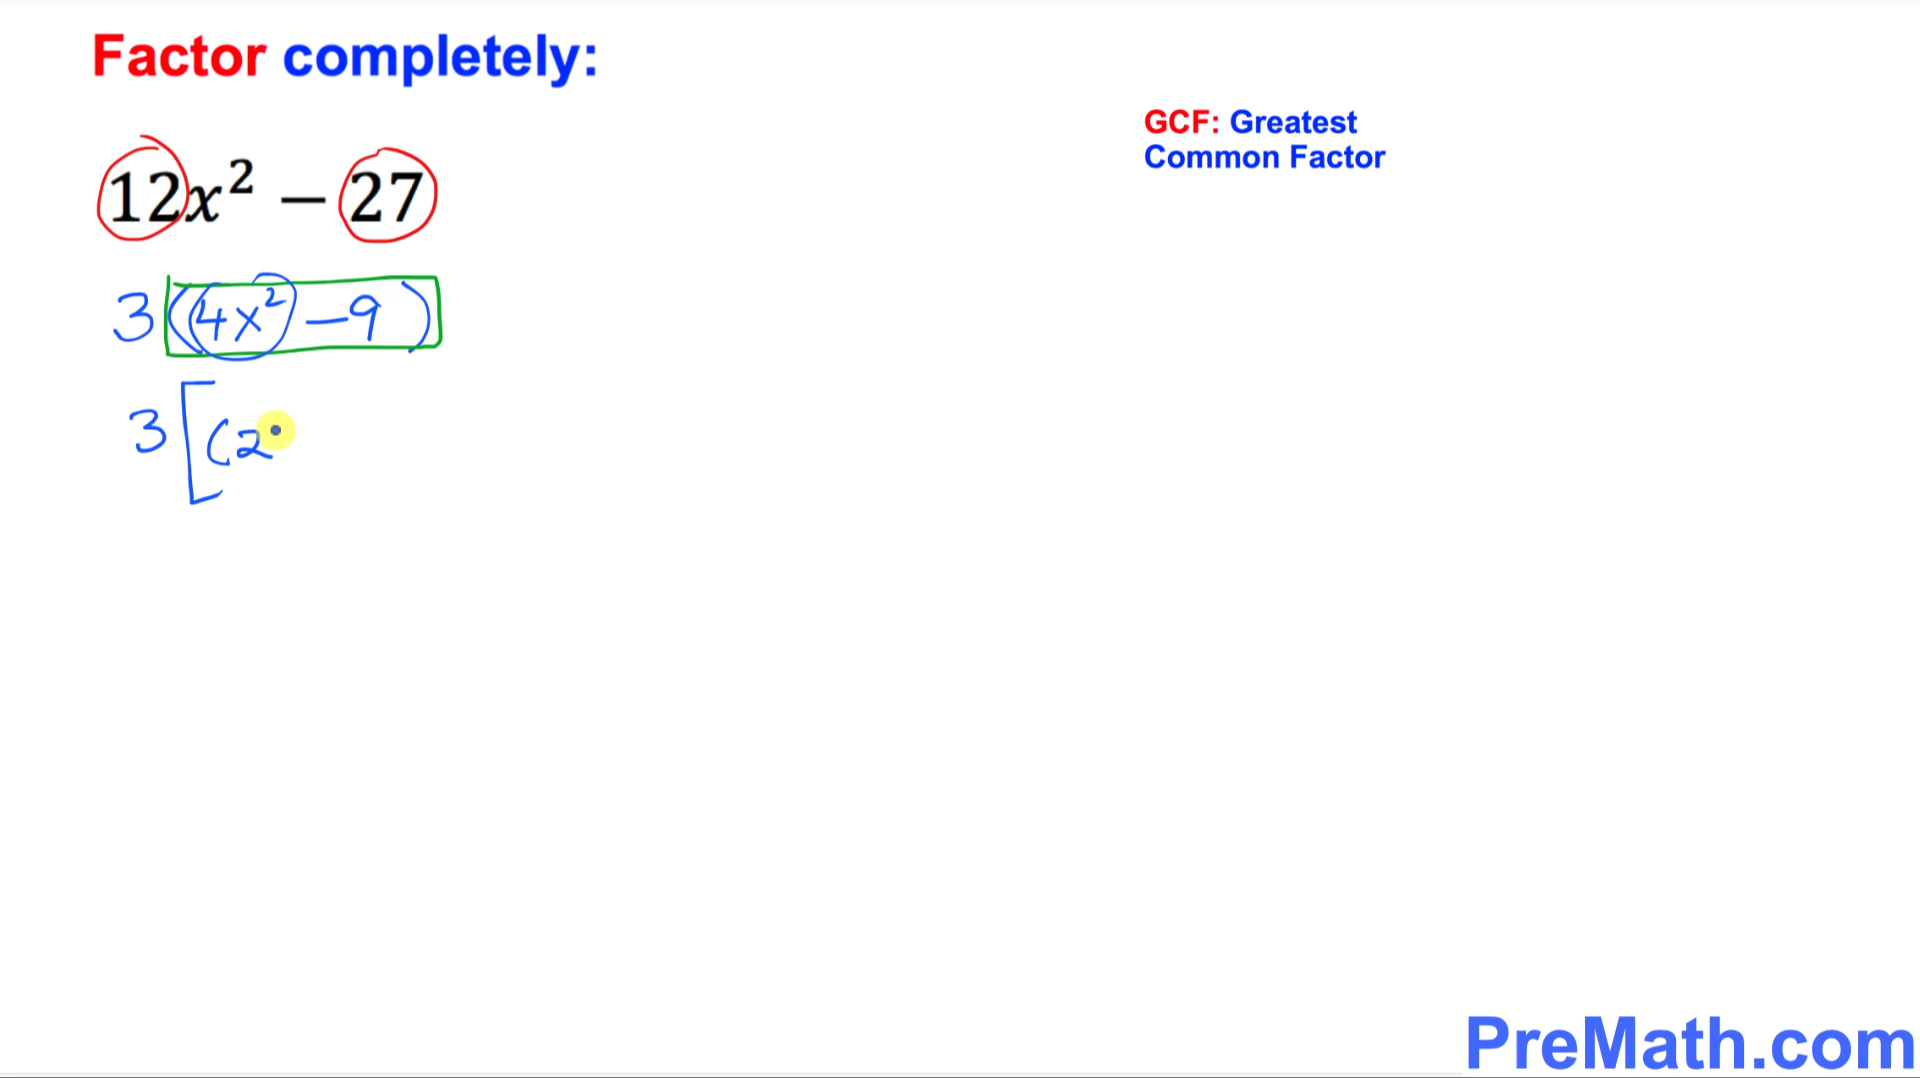 Factor completely:
GCF: Greatest
Common Factor
12x² − 27
3((4x²) − 9)
3[(2
PreMath.com